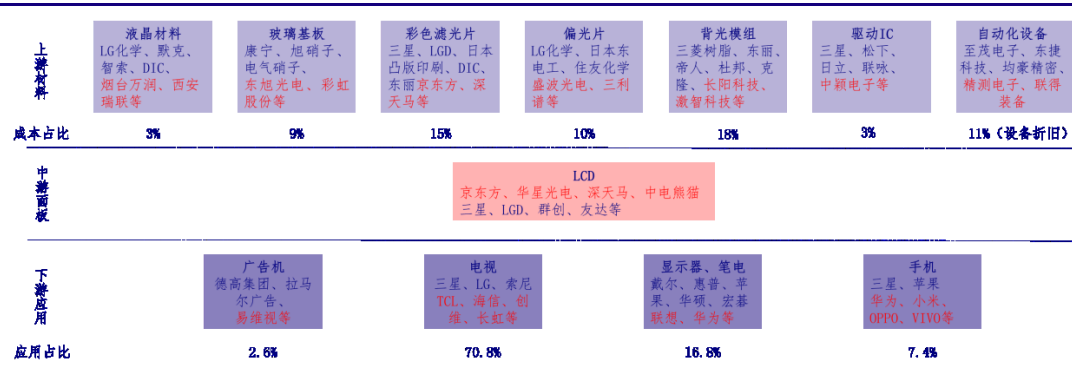 上游材料
液晶材料
LG化学、默克、
智索、DIC、
烟台万润、西安
瑞联等
玻璃基板
康宁、旭硝子、
电气硝子、
东旭光电、彩虹
股份等
彩色滤光片
三星、LGD、日本
凸版印刷、DIC、
东丽京东方、深
天马等
偏光片
LG化学、日本东
电工、住友化学
盛波光电、三利
谱等
背光模组
三菱树脂、东丽、
帝人、杜邦、克
隆、长阳科技、
激智科技等
驱动IC
三星、松下、
日立、联咏、
中颖电子等
自动化设备
至茂电子、东捷
科技、均豪精密、
精测电子、联得
装备
成本占比 3% 9% 15% 10% 18% 3% 11%（设备折旧）
中游面板
LCD
京东方、华星光电、深天马、中电熊猫
三星、LGD、群创、友达等
下游应用
广告机
德高集团、拉马
尔广告、
易维视等
电视
三星、LG、索尼
TCL、海信、创
维、长虹等
显示器、笔电
戴尔、惠普、苹
果、华硕、宏碁
联想、华为等
手机
三星、苹果
华为、小米、
OPPO、VIVO等
应用占比 2.6% 70.8% 16.8% 7.4%